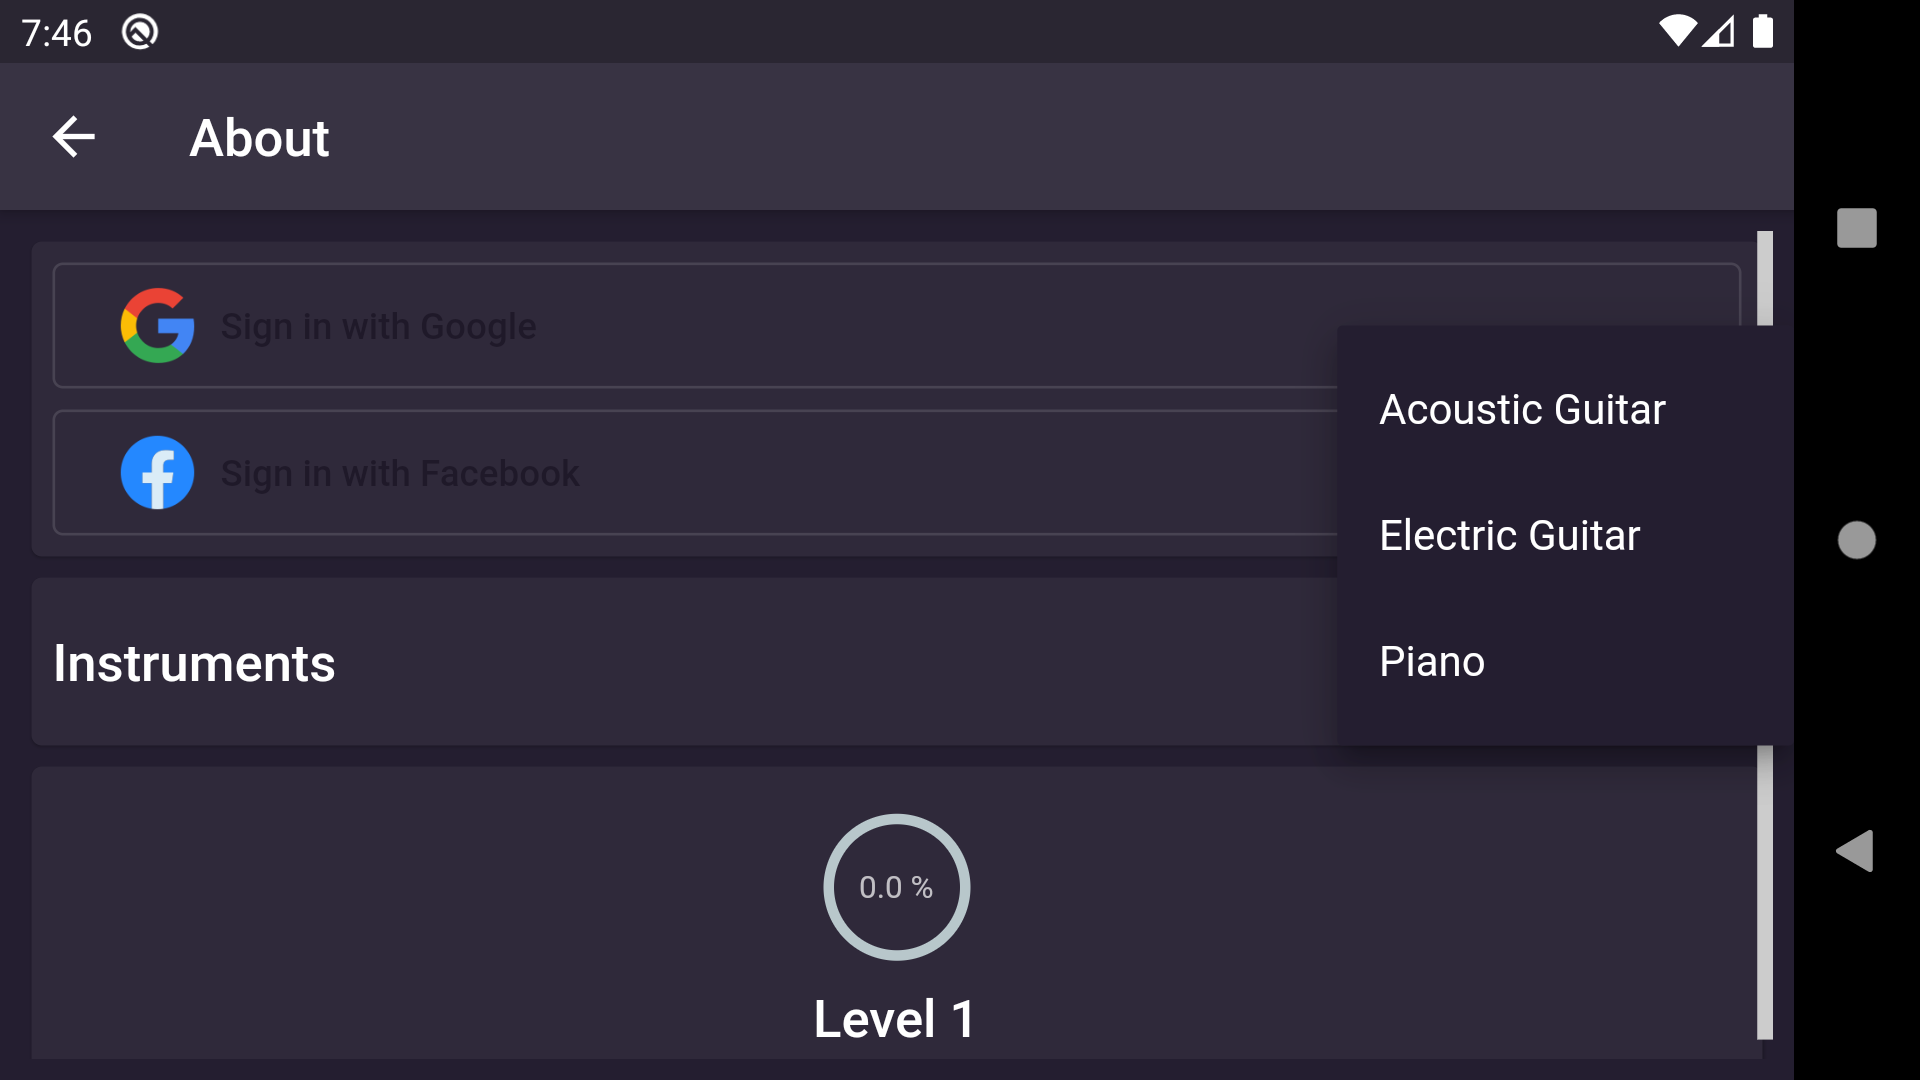 7:46
About
Sign in with Google
Sign in with Facebook
Acoustic Guitar
Electric Guitar
Piano
Instruments
0.0 %
Level 1